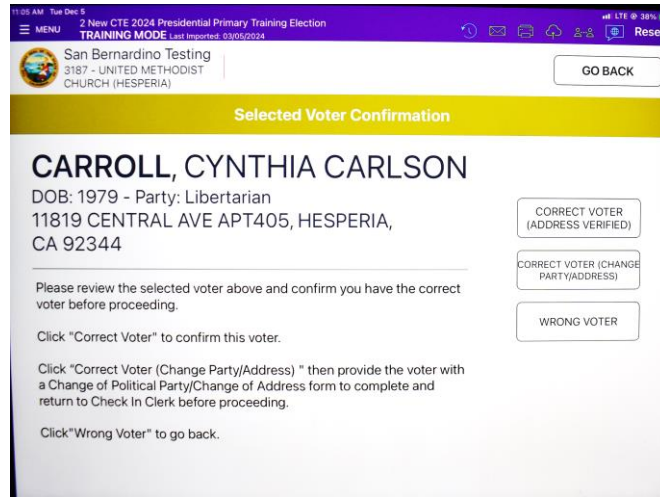 11:05 AM Tue Dec 5
LTE @ 38%
MENU
2 New CTE 2024 Presidential Primary Training Election
TRAINING MODE Last Imported: 03/05/2024
Rese
San Bernardino Testing
3187 - UNITED METHODIST
CHURCH (HESPERIA)
GO BACK
Selected Voter Confirmation
CARROLL, CYNTHIA CARLSON
DOB: 1979 - Party: Libertarian
11819 CENTRAL AVE APT405, HESPERIA,
CA 92344
CORRECT VOTER
(ADDRESS VERIFIED)
CORRECT VOTER (CHANGE
PARTY/ADDRESS)
WRONG VOTER
Please review the selected voter above and confirm you have the correct
voter before proceeding.
Click "Correct Voter" to confirm this voter.
Click "Correct Voter (Change Party/Address) " then provide the voter with
a Change of Political Party/Change of Address form to complete and
return to Check In Clerk before proceeding.
Click"Wrong Voter" to go back.